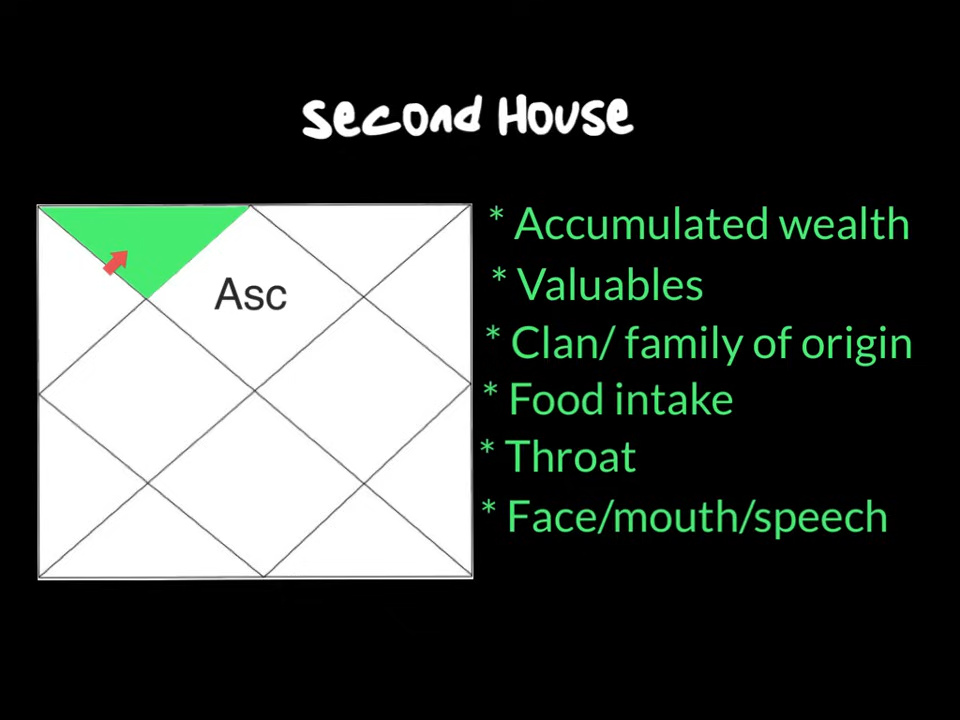 Second House
Asc
* Accumulated wealth
* Valuables
* Clan/ family of origin
* Food intake
* Throat
* Face/mouth/speech